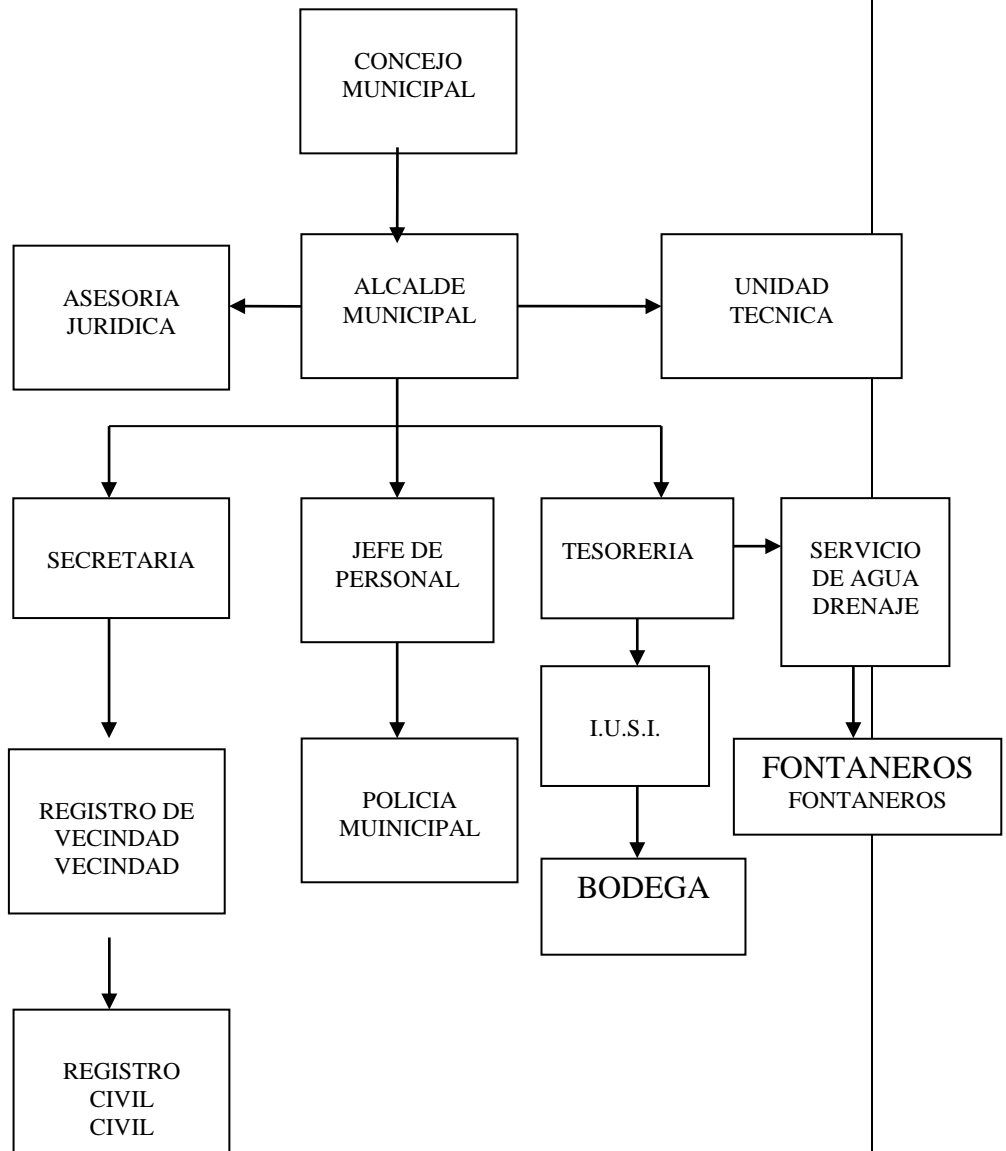 CONCEJO
MUNICIPAL
ASESORIA
JURIDICA
ALCALDE
MUNICIPAL
UNIDAD
TECNICA
SECRETARIA
JEFE DE
PERSONAL
TESORERIA
SERVICIO
DE AGUA
DRENAJE
REGISTRO DE
VECINDAD
VECINDAD
POLICIA
MUINICIPAL
I.U.S.I.
FONTANEROS
FONTANEROS
BODEGA
REGISTRO
CIVIL
CIVIL